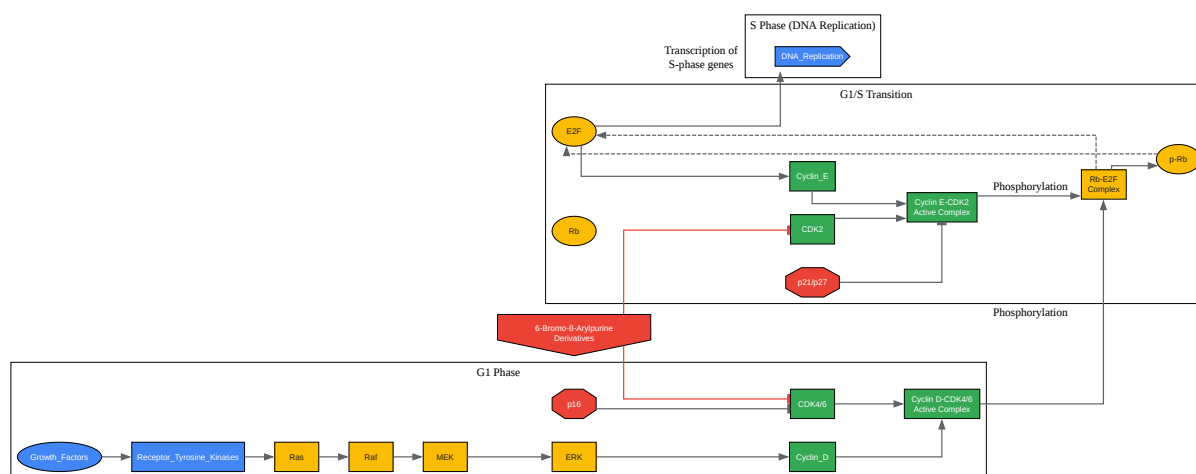 S Phase (DNA Replication)
Transcription of
S-phase genes
DNA_Replication
G1/S Transition
E2F
p-Rb
Cyclin_E
Rb-E2F
Complex
Phosphorylation
Cyclin E-CDK2
Active Complex
Rb
CDK2
p21/p27
Phosphorylation
6-Bromo-8-Arylpurine
Derivatives
G1 Phase
p16
CDK4/6
Cyclin D-CDK4/6
Active Complex
Growth_Factors
Receptor_Tyrosine_Kinases
Ras
Raf
MEK
ERK
Cyclin_D